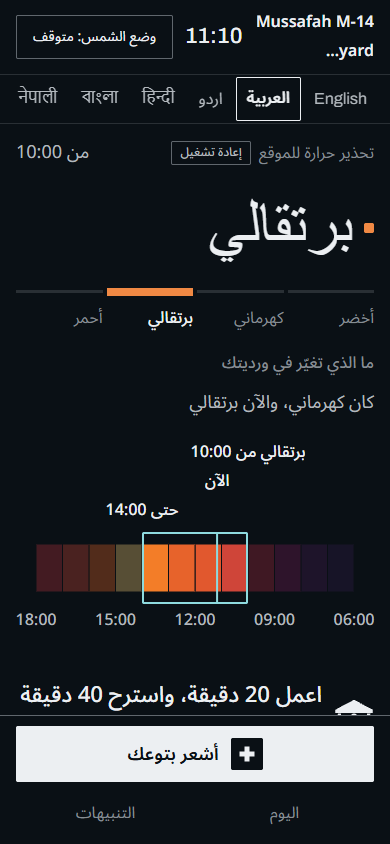 Mussafah M-14
yard...
11:10
وضع الشمس: متوقف
English
العربية
اردو
हिन्दी
বাংলা
नेपाली
تحذير حرارة للموقع
إعادة تشغيل
من 10:00
برتقالي
أخضر
كهرماني
برتقالي
أحمر
ما الذي تغيّر في ورديتك
كان كهرماني، والآن برتقالي
برتقالي من 10:00
الآن
حتى 14:00
06:00
09:00
12:00
15:00
18:00
اعمل 20 دقيقة، واسترح 40 دقيقة
أشعر بتوعك
اليوم
التنبيهات